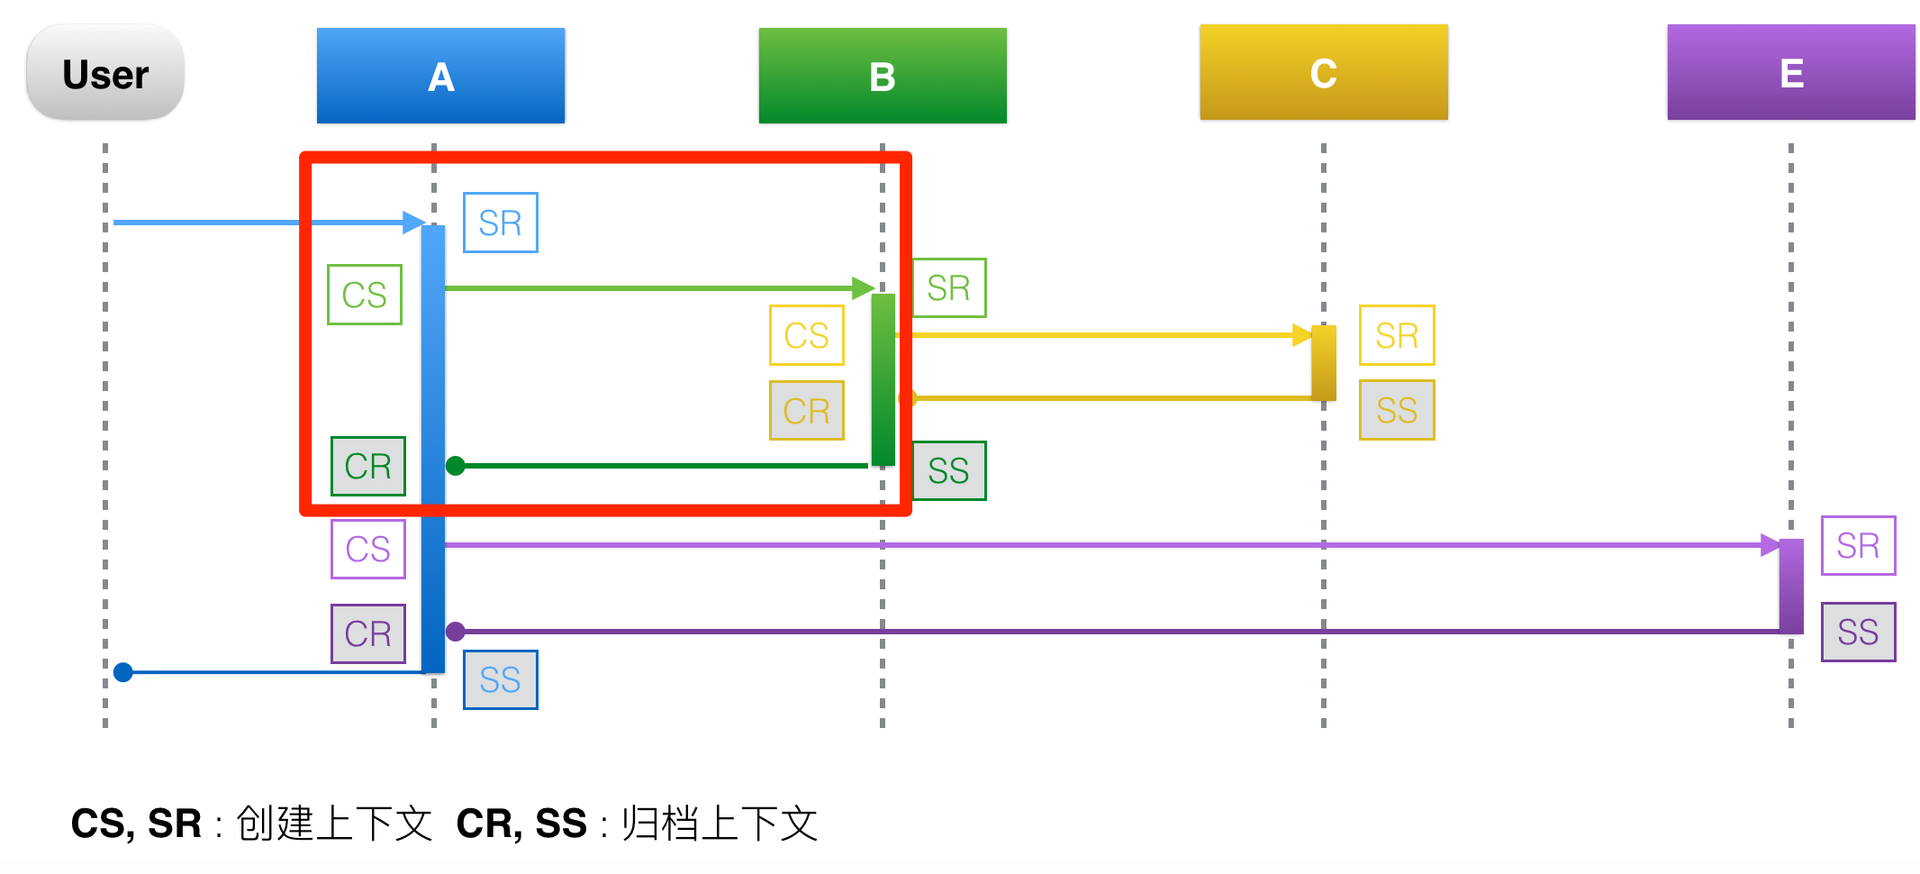 User
A
B
C
E
SR
CS
SR
CS
SR
CR
SS
CR
SS
CS
SR
CR
SS
SS
CS, SR : 创建上下文 CR, SS : 归档上下文